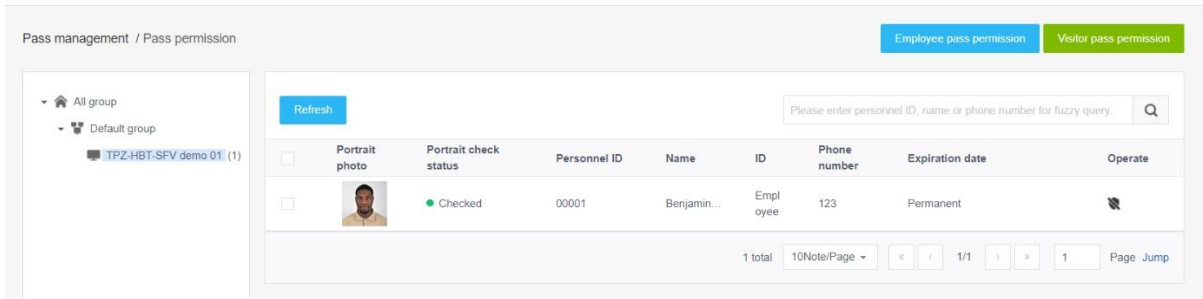 Pass management / Pass permission
Employee pass permission
Visitor pass permission
All group
Default group
TPZ-HBT-SFV demo 01 (1)
Refresh
Please enter personnel ID, name or phone number for fuzzy query.
Portrait photo
Portrait check status
Personnel ID
Name
ID
Phone number
Expiration date
Operate
Checked
00001
Benjamin...
Empl
oyee
123
Permanent
1 total
10Note/Page
«
‹
1/1
›
»
1
Page
Jump